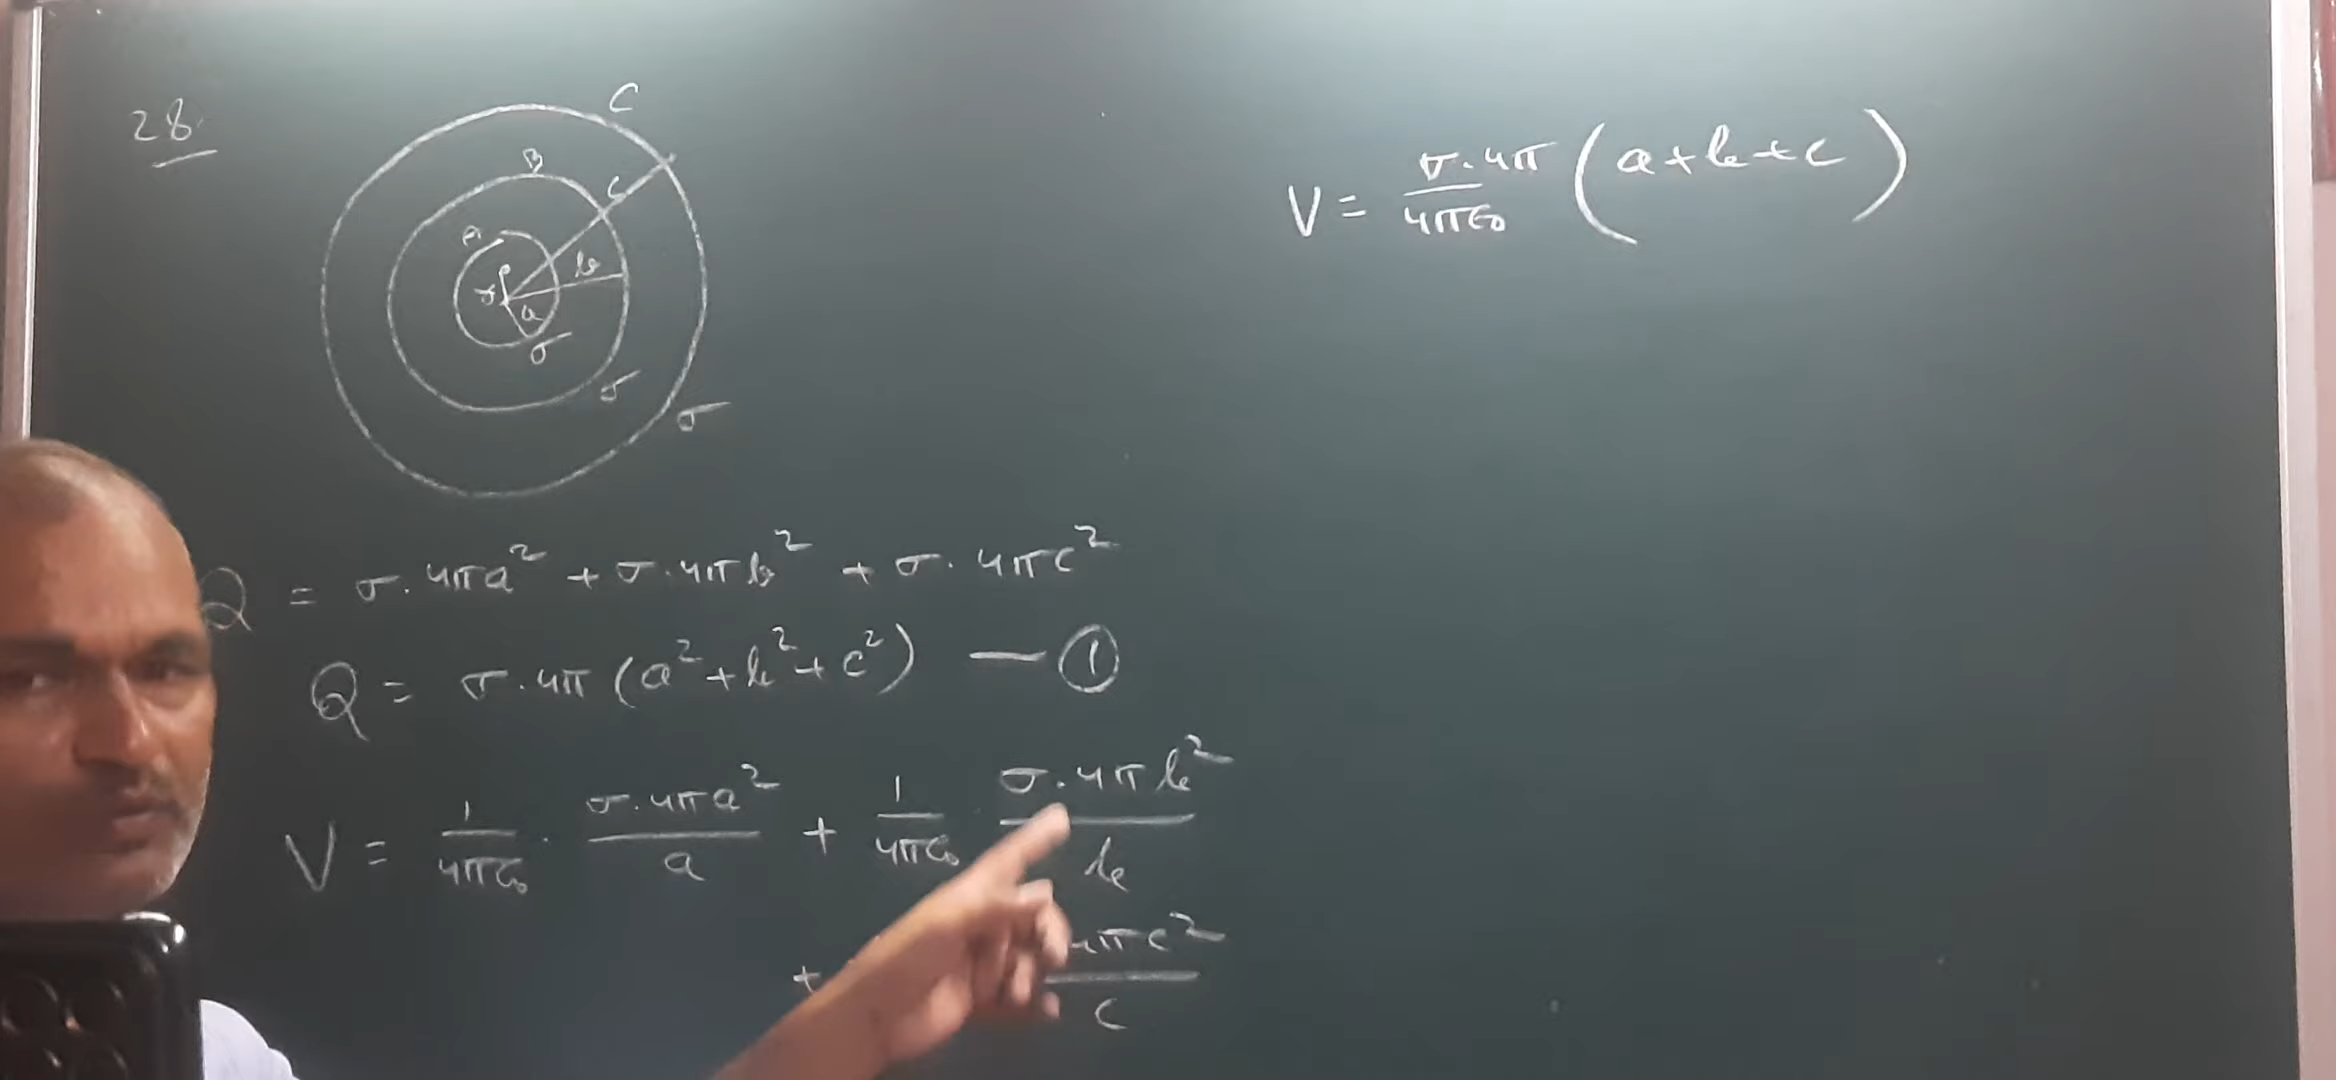 28.
C
B
C
A
b
P
r
a
σ
σ
σ
Q = σ.4πa² + σ.4πb² + σ.4πc²
Q = σ.4π (a² + b² + c²) — ①
V = 1/4πε₀ . σ.4πa²/a + 1/4πε₀ . σ.4πb²/b
+ 4πc²/c
V = σ.4π/4πε₀ (a+b+c)